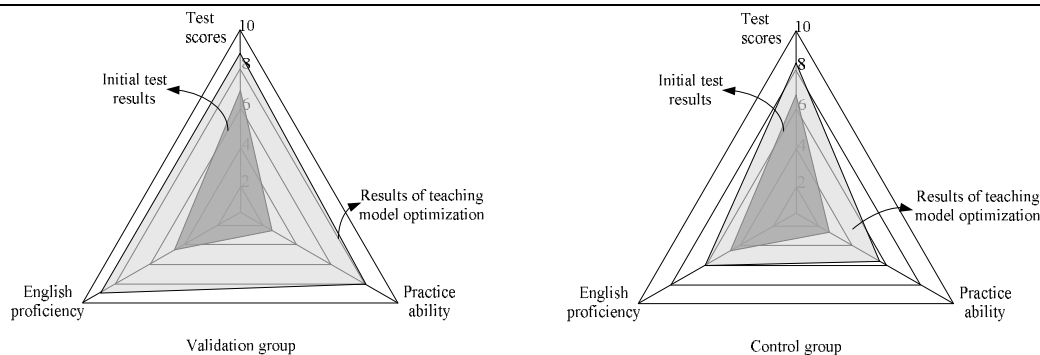 Test
scores
10
8
6
4
2
Initial test
results
Results of teaching
model optimization
English
proficiency
Practice
ability
Validation group
Test
scores
10
8
6
4
2
Initial test
results
Results of teaching
model optimization
English
proficiency
Practice
ability
Control group